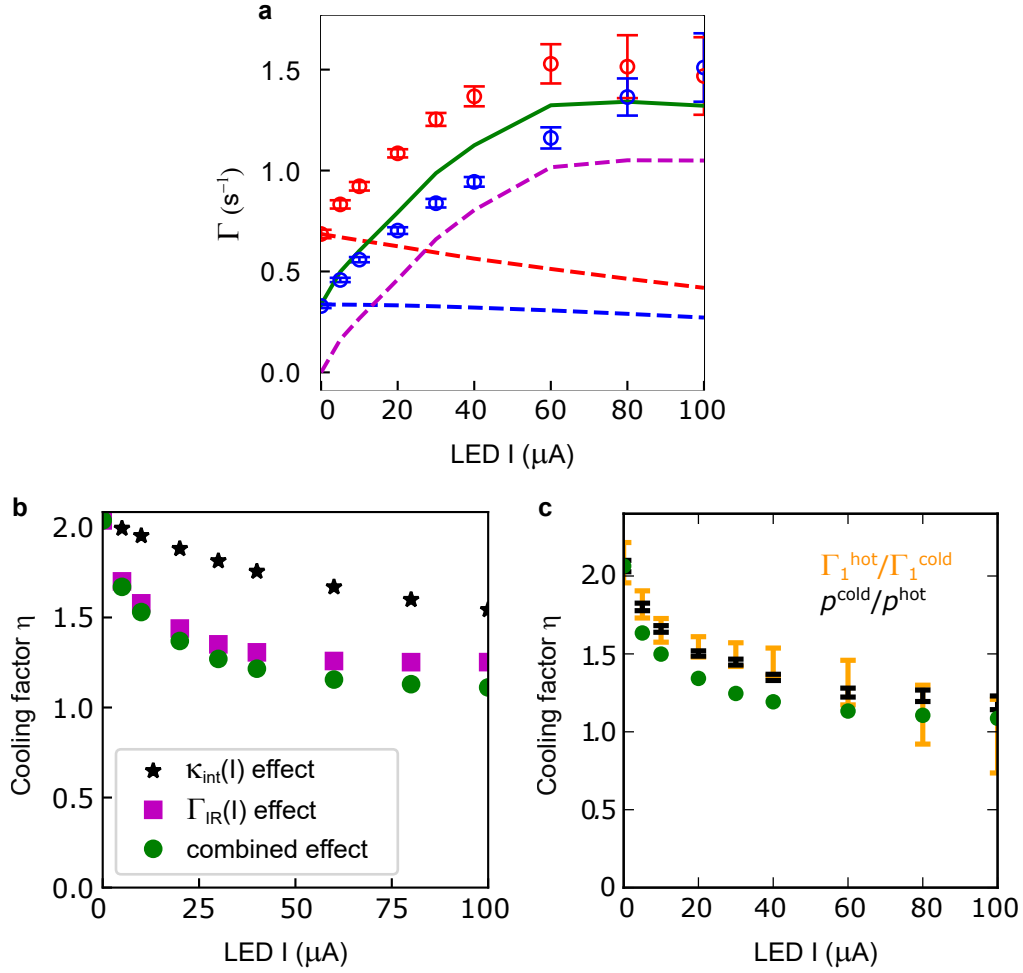 a
1.5
1.0
0.5
0.0
Γ (s⁻¹)
0 20 40 60 80 100
LED I (μA)
b
2.0
1.5
1.0
0.5
0.0
Cooling factor η
κint(I) effect
ΓIR(I) effect
combined effect
0 25 50 75 100
LED I (μA)
c
2.0
1.5
1.0
0.5
0
Cooling factor η
Γ₁ʰᵒᵗ/Γ₁ᶜᵒˡᵈ
pᶜᵒˡᵈ/pʰᵒᵗ
0 20 40 60 80 100
LED I (μA)